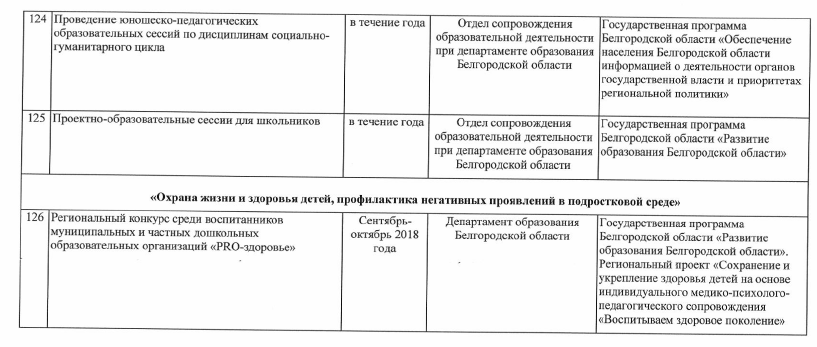 124
Проведение юношеско-педагогических
образовательных сессий по дисциплинам социально-
гуманитарного цикла
в течение года
Отдел сопровождения
образовательной деятельности
при департаменте образования
Белгородской области
Государственная программа
Белгородской области «Обеспечение
населения Белгородской области
информацией о деятельности органов
государственной власти и приоритетах
региональной политики»
125
Проектно-образовательные сессии для школьников
в течение года
Отдел сопровождения
образовательной деятельности
при департаменте образования
Белгородской области
Государственная программа
Белгородской области «Развитие
образования Белгородской области»
«Охрана жизни и здоровья детей, профилактика негативных проявлений в подростковой среде»
126
Региональный конкурс среди воспитанников
муниципальных и частных дошкольных
образовательных организаций «PRO-здоровье»
Сентябрь-
октябрь 2018
года
Департамент образования
Белгородской области
Государственная программа
Белгородской области «Развитие
образования Белгородской области».
Региональный проект «Сохранение и
укрепление здоровья детей на основе
индивидуального медико-психолого-
педагогического сопровождения
«Воспитываем здоровое поколение»